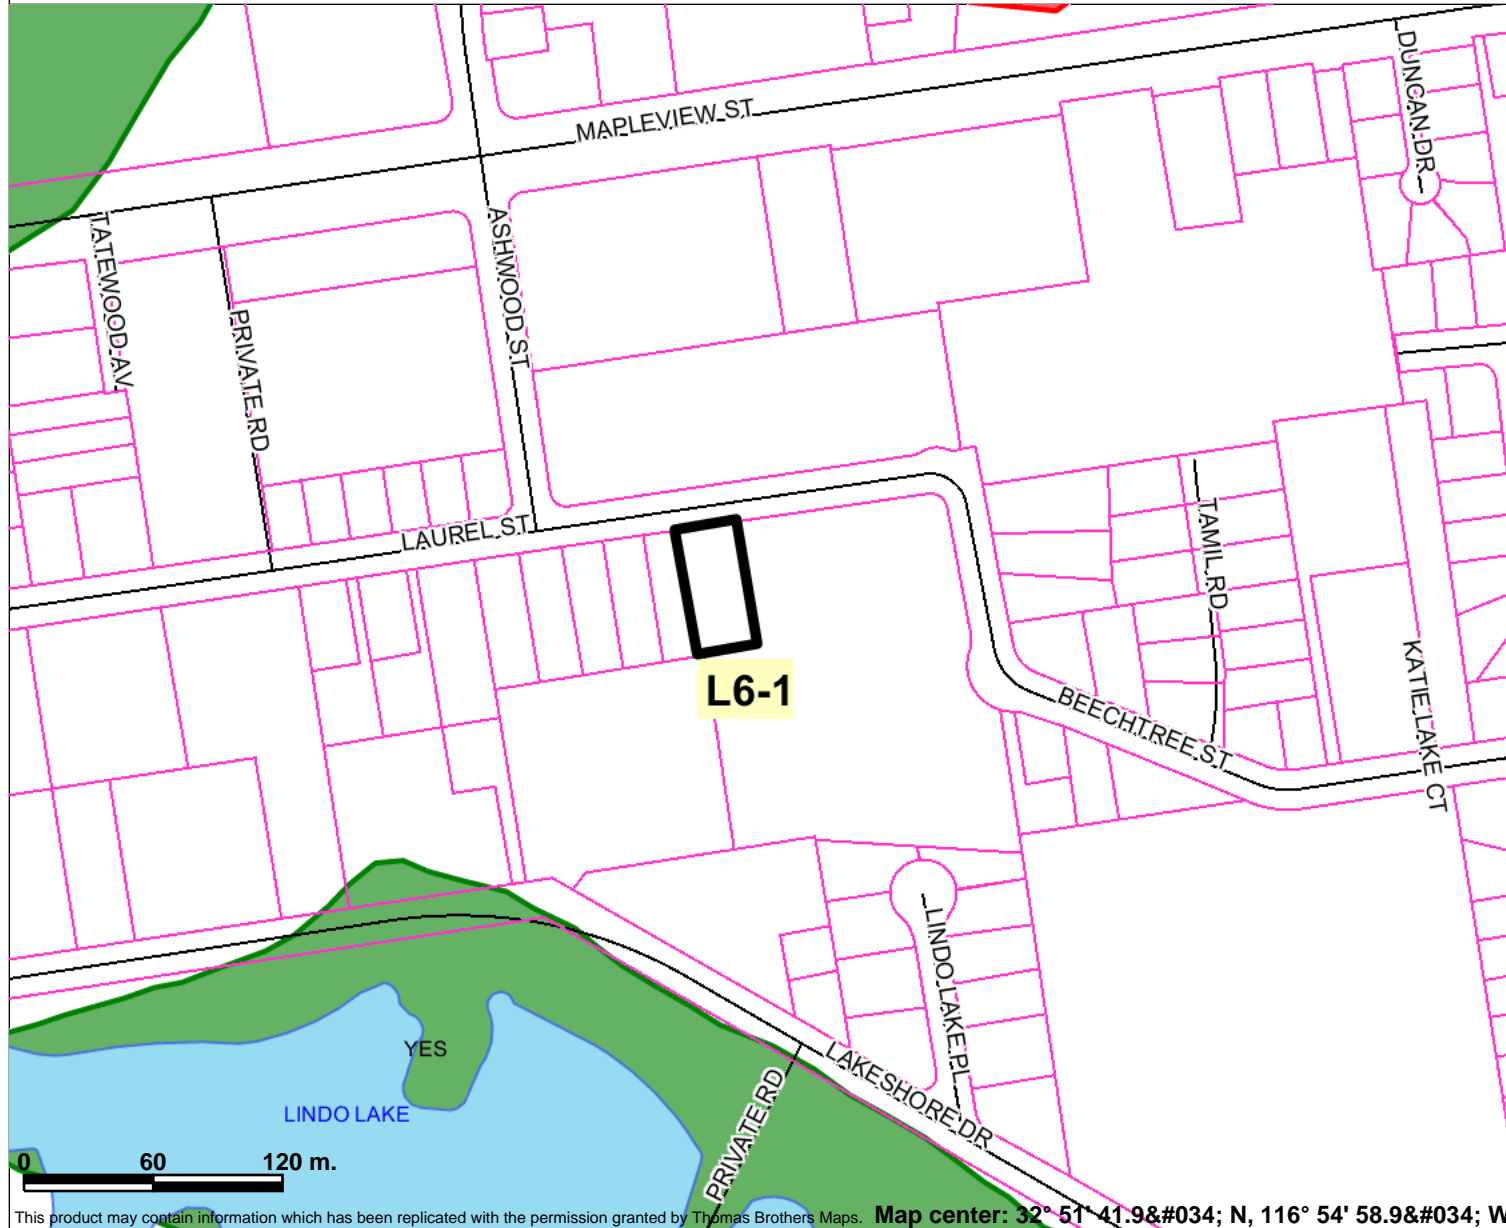 MAPLEVIEW ST
DUNCAN DR
TATEWOOD AV
PRIVATE RD
ASHWOOD ST
LAUREL ST
TAMIL RD
L6-1
BEECHTREE ST
KATIE LAKE CT
LINDO LAKE PL
YES
LINDO LAKE
LAKESHORE DR
PRIVATE RD
0 60 120 m.
This product may contain information which has been replicated with the permission granted by Thomas Brothers Maps. Map center: 32° 51' 41.9&#034; N, 116° 54' 58.9&#034; W